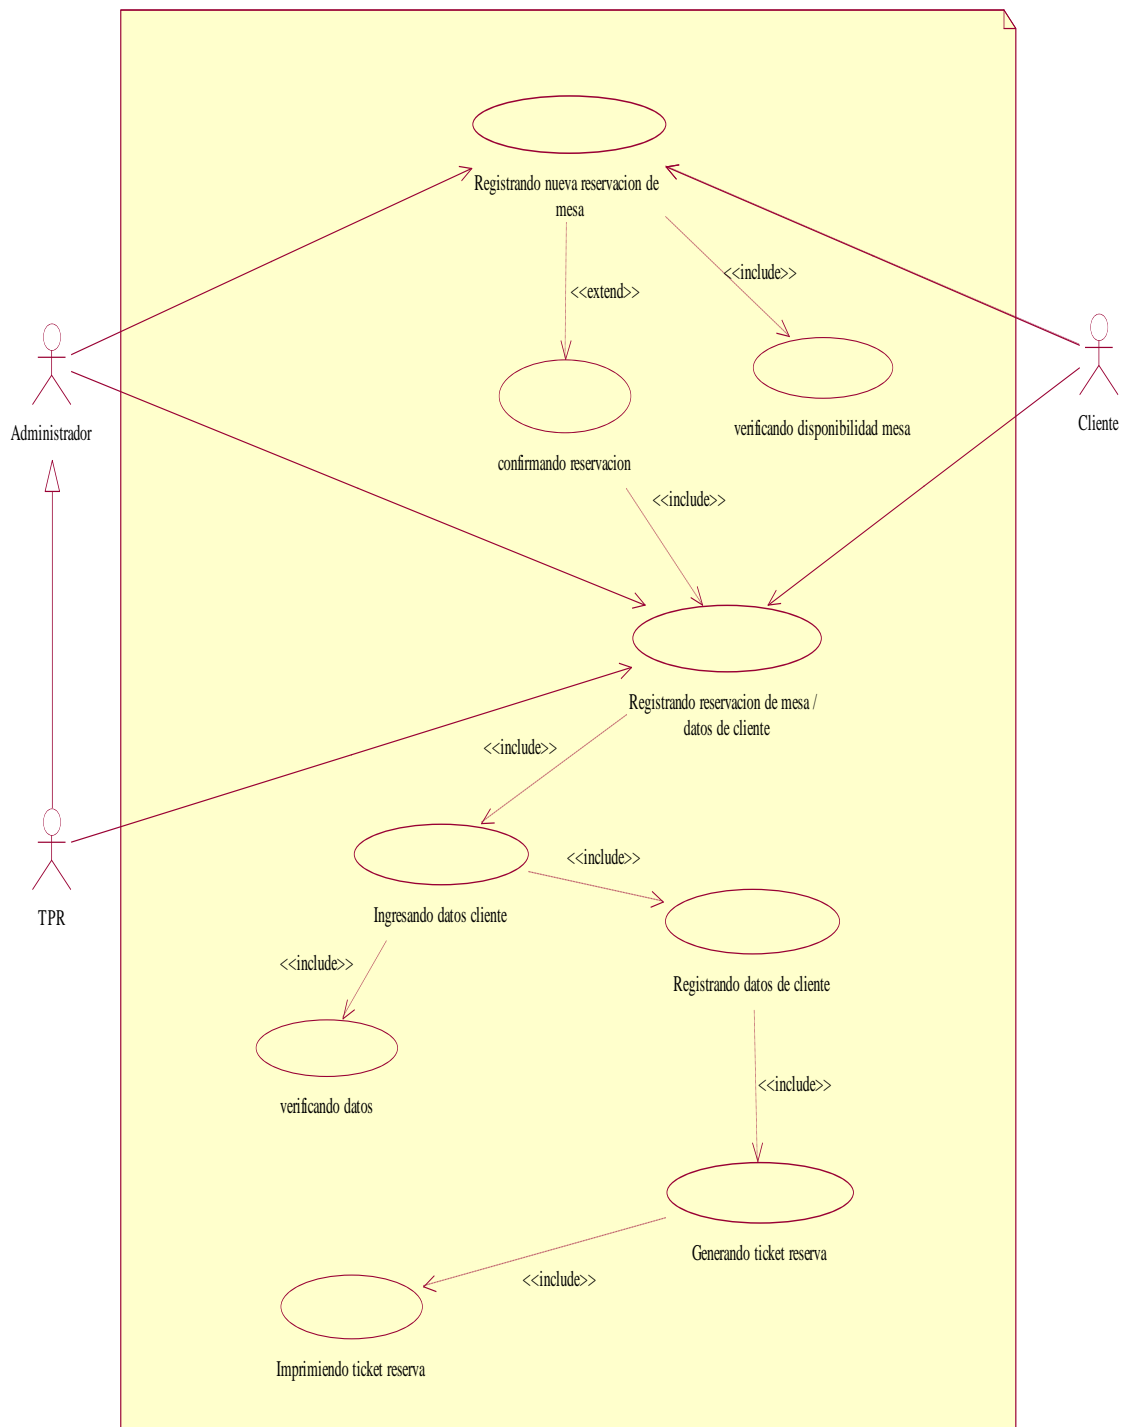 Registrando nueva reservacion de
mesa
<<include>>
<<extend>>
Administrador
Cliente
verificando disponibilidad mesa
confirmando reservacion
<<include>>
Registrando reservacion de mesa /
datos de cliente
<<include>>
<<include>>
Ingresando datos cliente
TPR
<<include>>
Registrando datos de cliente
<<include>>
verificando datos
Generando ticket reserva
<<include>>
Imprimiendo ticket reserva